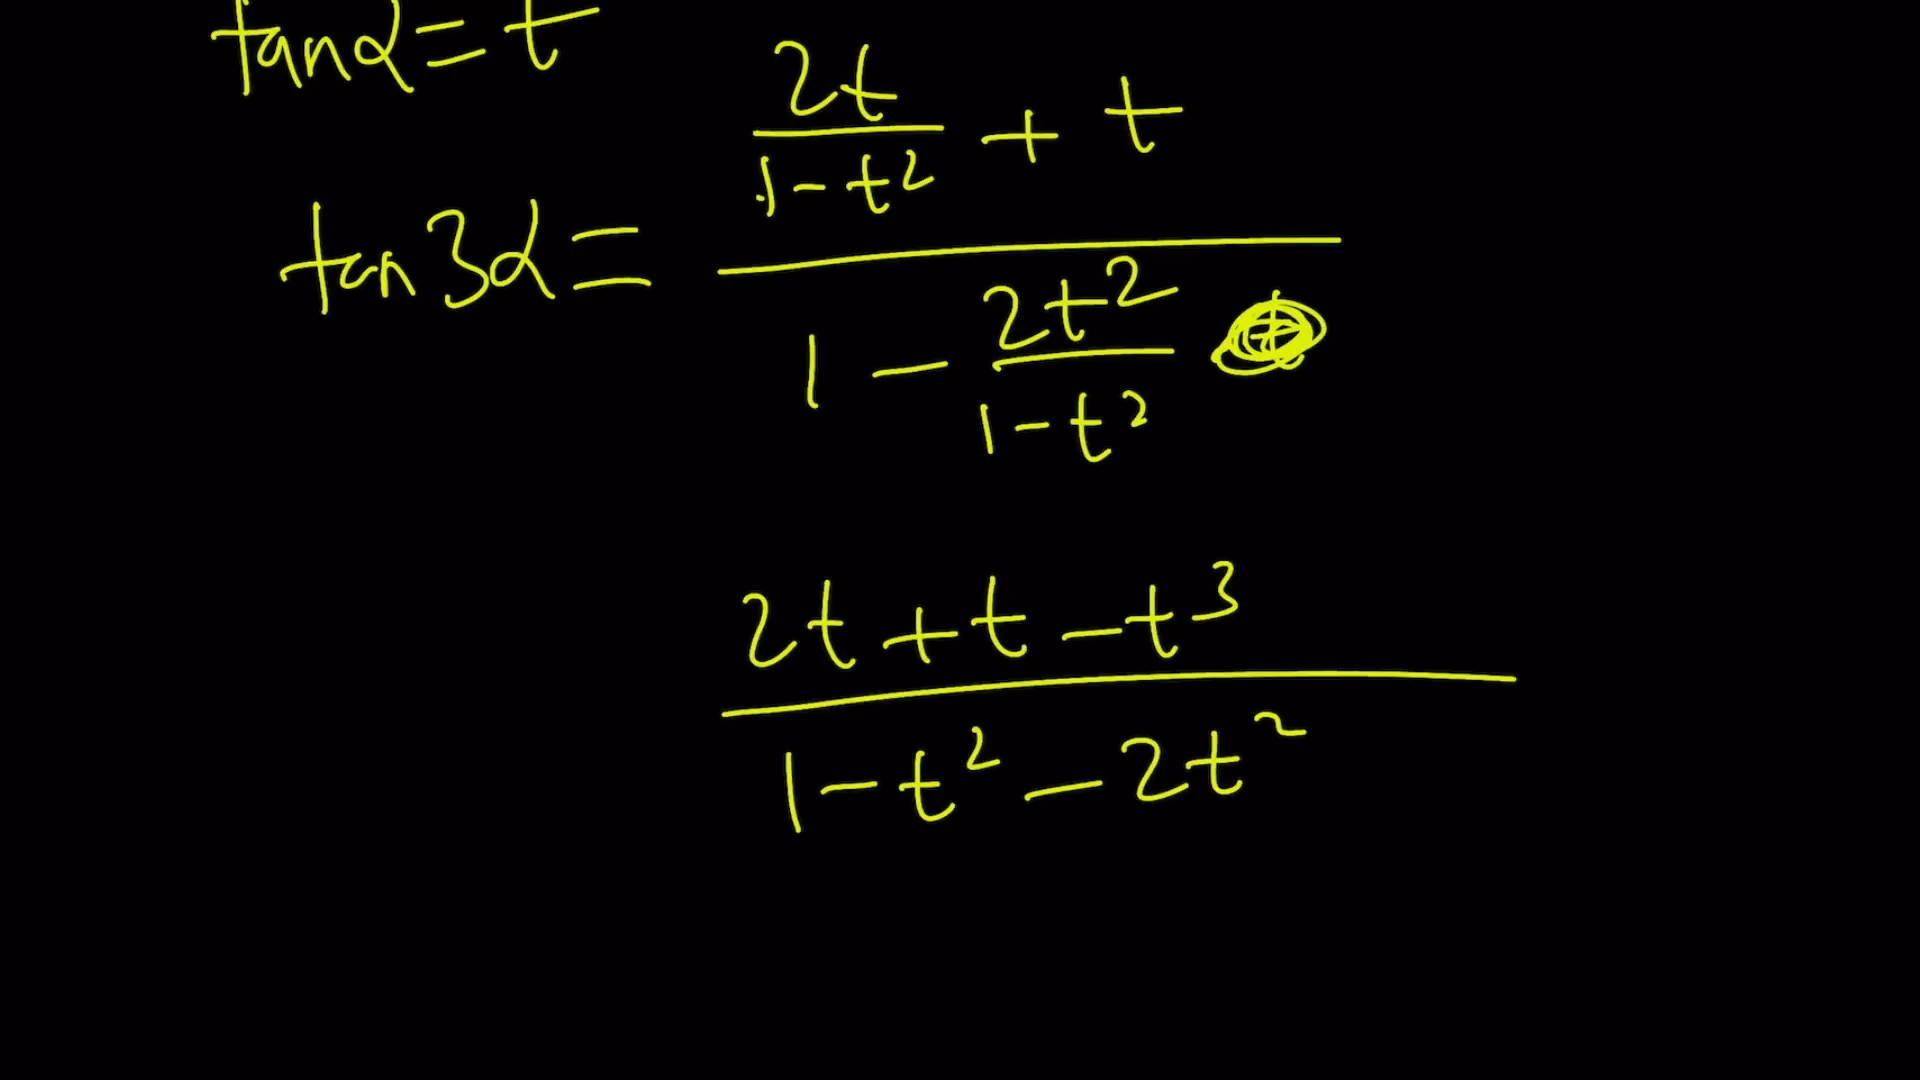 tanα = t
2t
1-t² + t
tan3α =
1 - 2t²
1-t²
2t + t - t³
1 - t² - 2t²